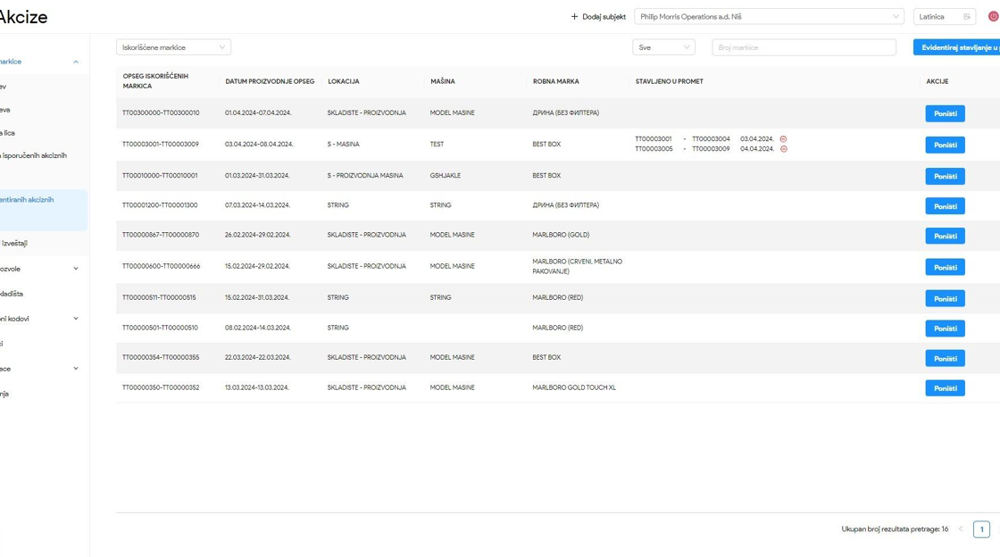 Akcize
Dodaj subjekt
Philip Morris Operations a.d. Niš
Latinica
Iskorišćene markice
Sve
Broj markice
Evidentiraj stavljanje u
lica
isporučenih akciznih
akciznih
izveštaji
kodovi
OPSEG ISKORIŠĆENIH MARKICA DATUM PROIZVODNJE OPSEG LOKACIJA MAŠINA ROBNA MARKA STAVLJENO U PROMET AKCIJE
TT00300000-TT00300010 01.04.2024-07.04.2024. SKLADISTE - PROIZVODNJA MODEL MASINE ДРИНА (БЕЗ ФИЛТЕРА) Poništi
TT00003001-TT00003009 03.04.2024-08.04.2024. S - MASINA TEST BEST BOX TT00003001 - TT00003004 03.04.2024. Poništi
TT00003005 - TT00003009 04.04.2024.
TT00010000-TT00010001 01.03.2024-31.03.2024. S - PROIZVODNJA MASINA GSHJAKLE BEST BOX Poništi
TT00001200-TT00001300 07.03.2024-14.03.2024. STRING STRING ДРИНА (БЕЗ ФИЛТЕРА) Poništi
TT00000867-TT00000870 26.02.2024-29.02.2024. SKLADISTE - PROIZVODNJA MODEL MASINE MARLBORO (GOLD) Poništi
TT00000600-TT00000666 15.02.2024-29.02.2024. SKLADISTE - PROIZVODNJA MODEL MASINE MARLBORO (CRVENI, METALNO PAKOVANJE) Poništi
TT00000511-TT00000515 15.02.2024-31.03.2024. STRING STRING MARLBORO (RED) Poništi
TT00000501-TT00000510 08.02.2024-14.03.2024. STRING MARLBORO (RED) Poništi
TT00000354-TT00000355 22.03.2024-22.03.2024. SKLADISTE - PROIZVODNJA MODEL MASINE BEST BOX Poništi
TT00000350-TT00000352 13.03.2024-13.03.2024. SKLADISTE - PROIZVODNJA MODEL MASINE MARLBORO GOLD TOUCH XL Poništi
Ukupan broj rezultata pretrage: 16
1